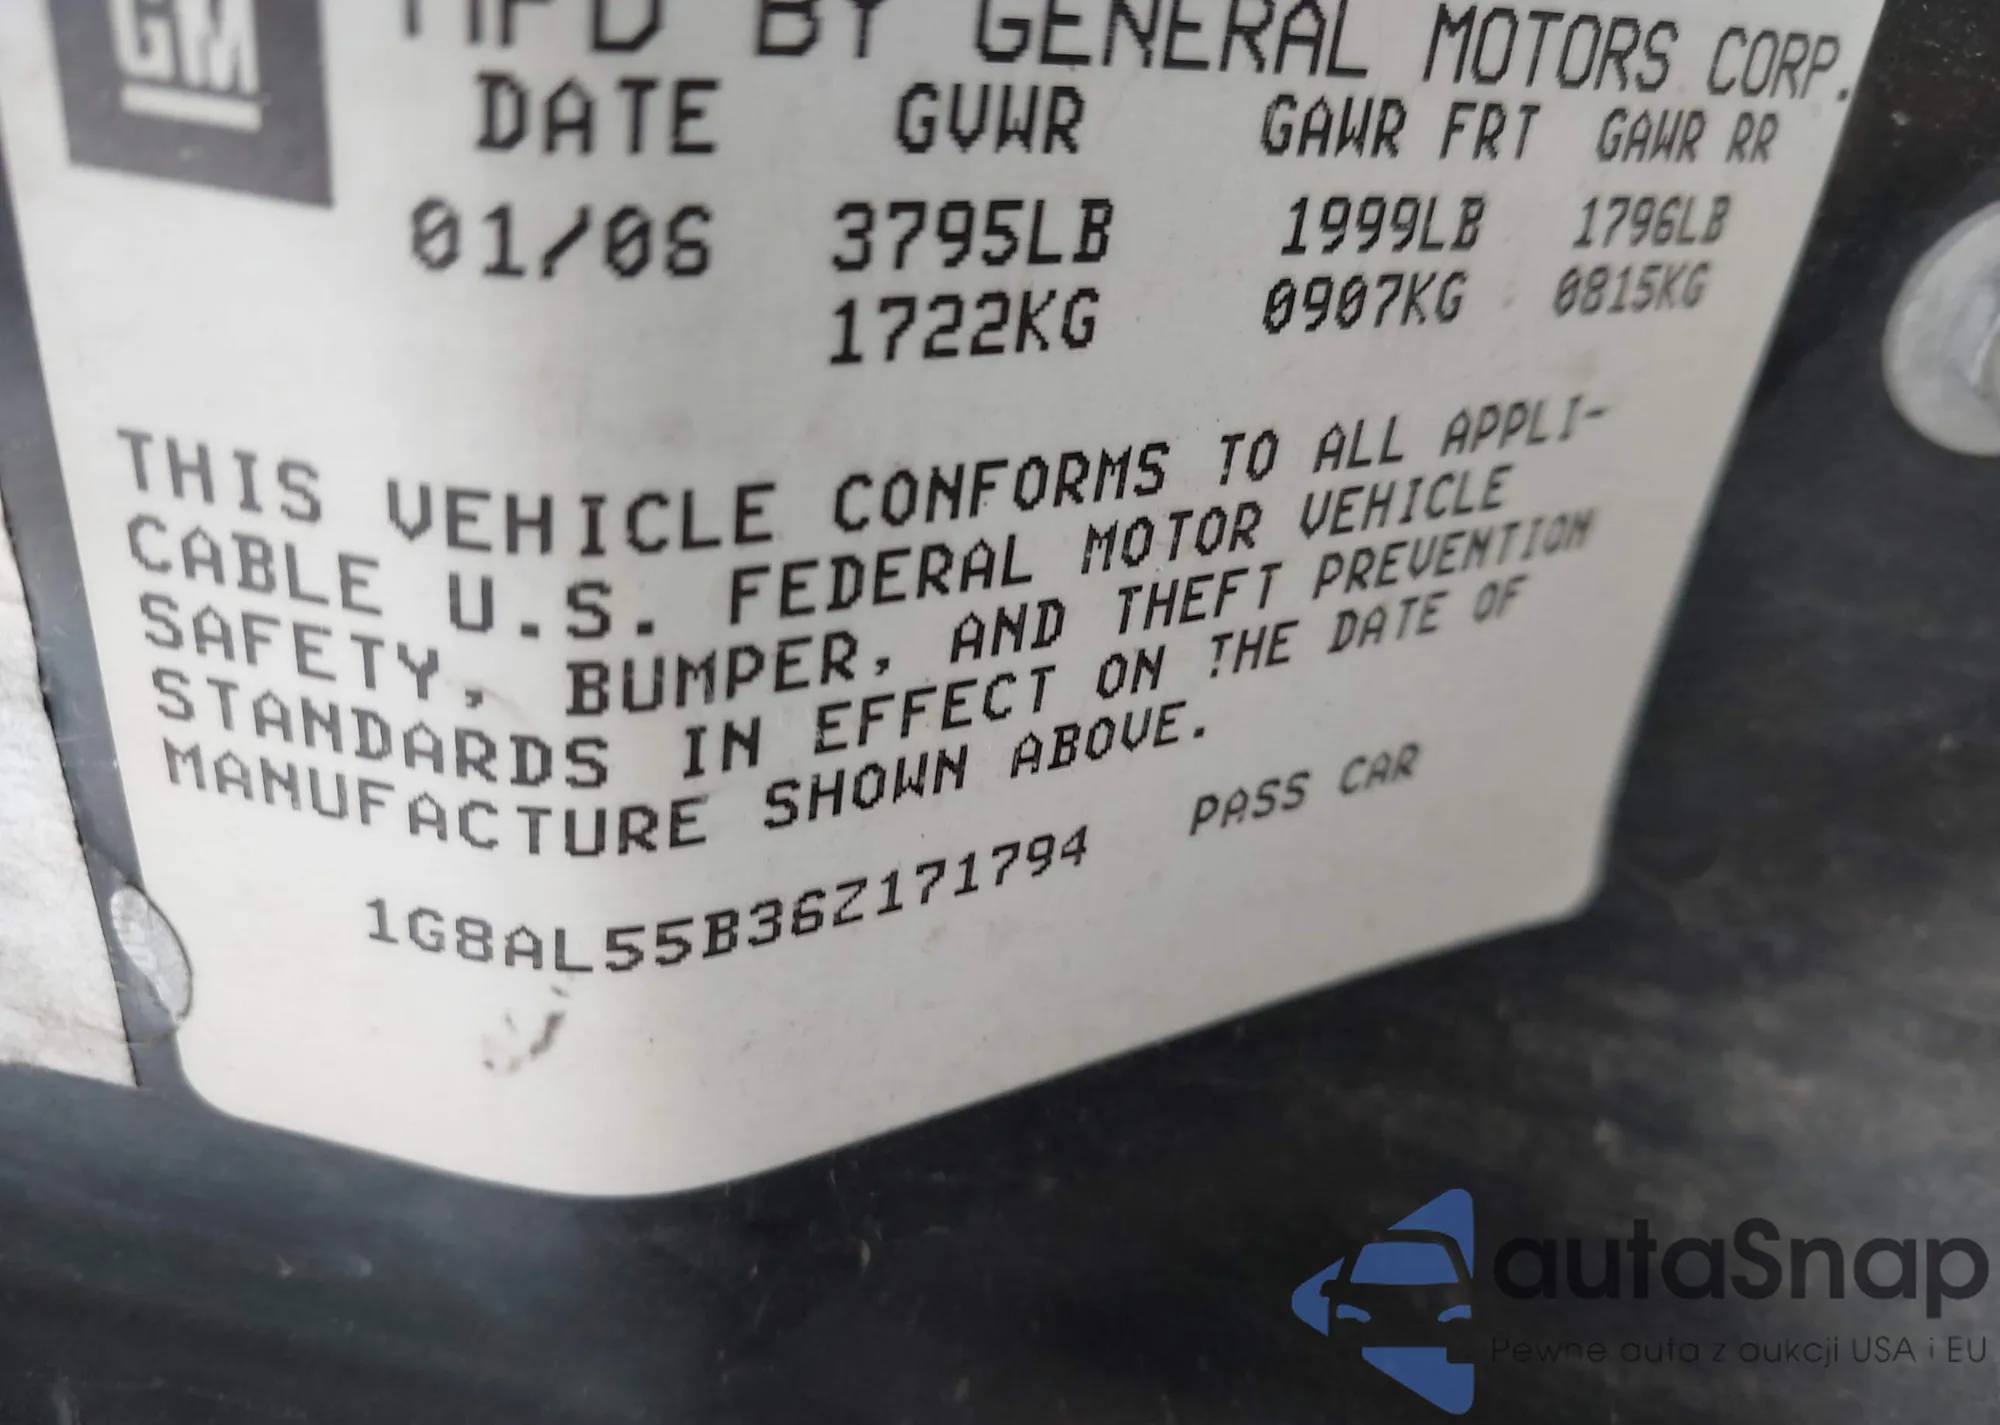 GM
MFD BY GENERAL MOTORS CORP.
DATE GVWR GAWR FRT GAWR RR
01/06 3795LB 1999LB 1796LB
1722KG 0907KG 0815KG
THIS VEHICLE CONFORMS TO ALL APPLI-
CABLE U.S. FEDERAL MOTOR VEHICLE
SAFETY, BUMPER, AND THEFT PREVENTION
STANDARDS IN EFFECT ON THE DATE OF
MANUFACTURE SHOWN ABOVE.
1G8AL55B36Z171794 PASS CAR
autaSnap
Pewne auta z aukcji USA i EU